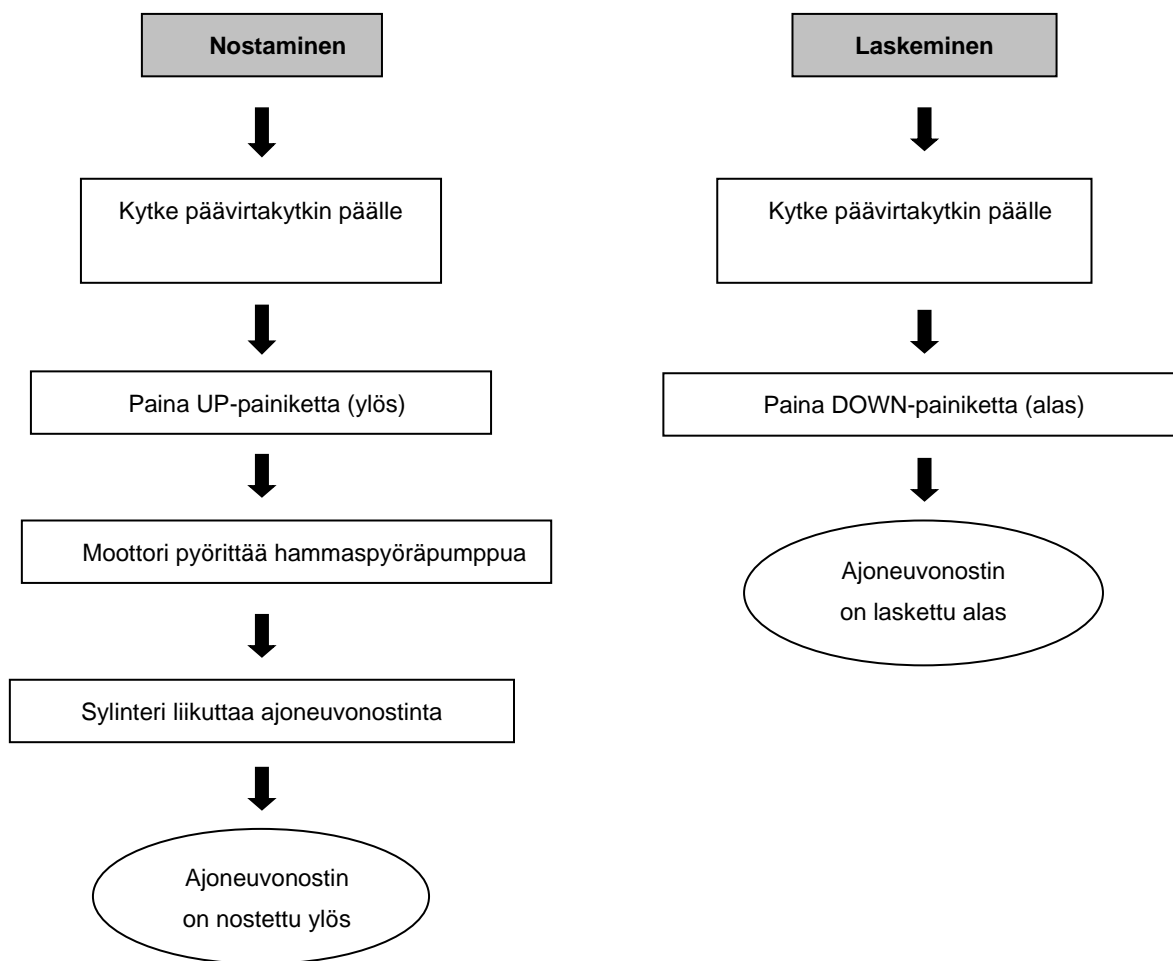 Nostaminen
Kytke päävirtakytkin päälle
Paina UP-painiketta (ylös)
Moottori pyörittää hammaspyöräpumppua
Sylinteri liikuttaa ajoneuvonostinta
Ajoneuvonostin
on nostettu ylös
Laskeminen
Kytke päävirtakytkin päälle
Paina DOWN-painiketta (alas)
Ajoneuvonostin
on laskettu alas